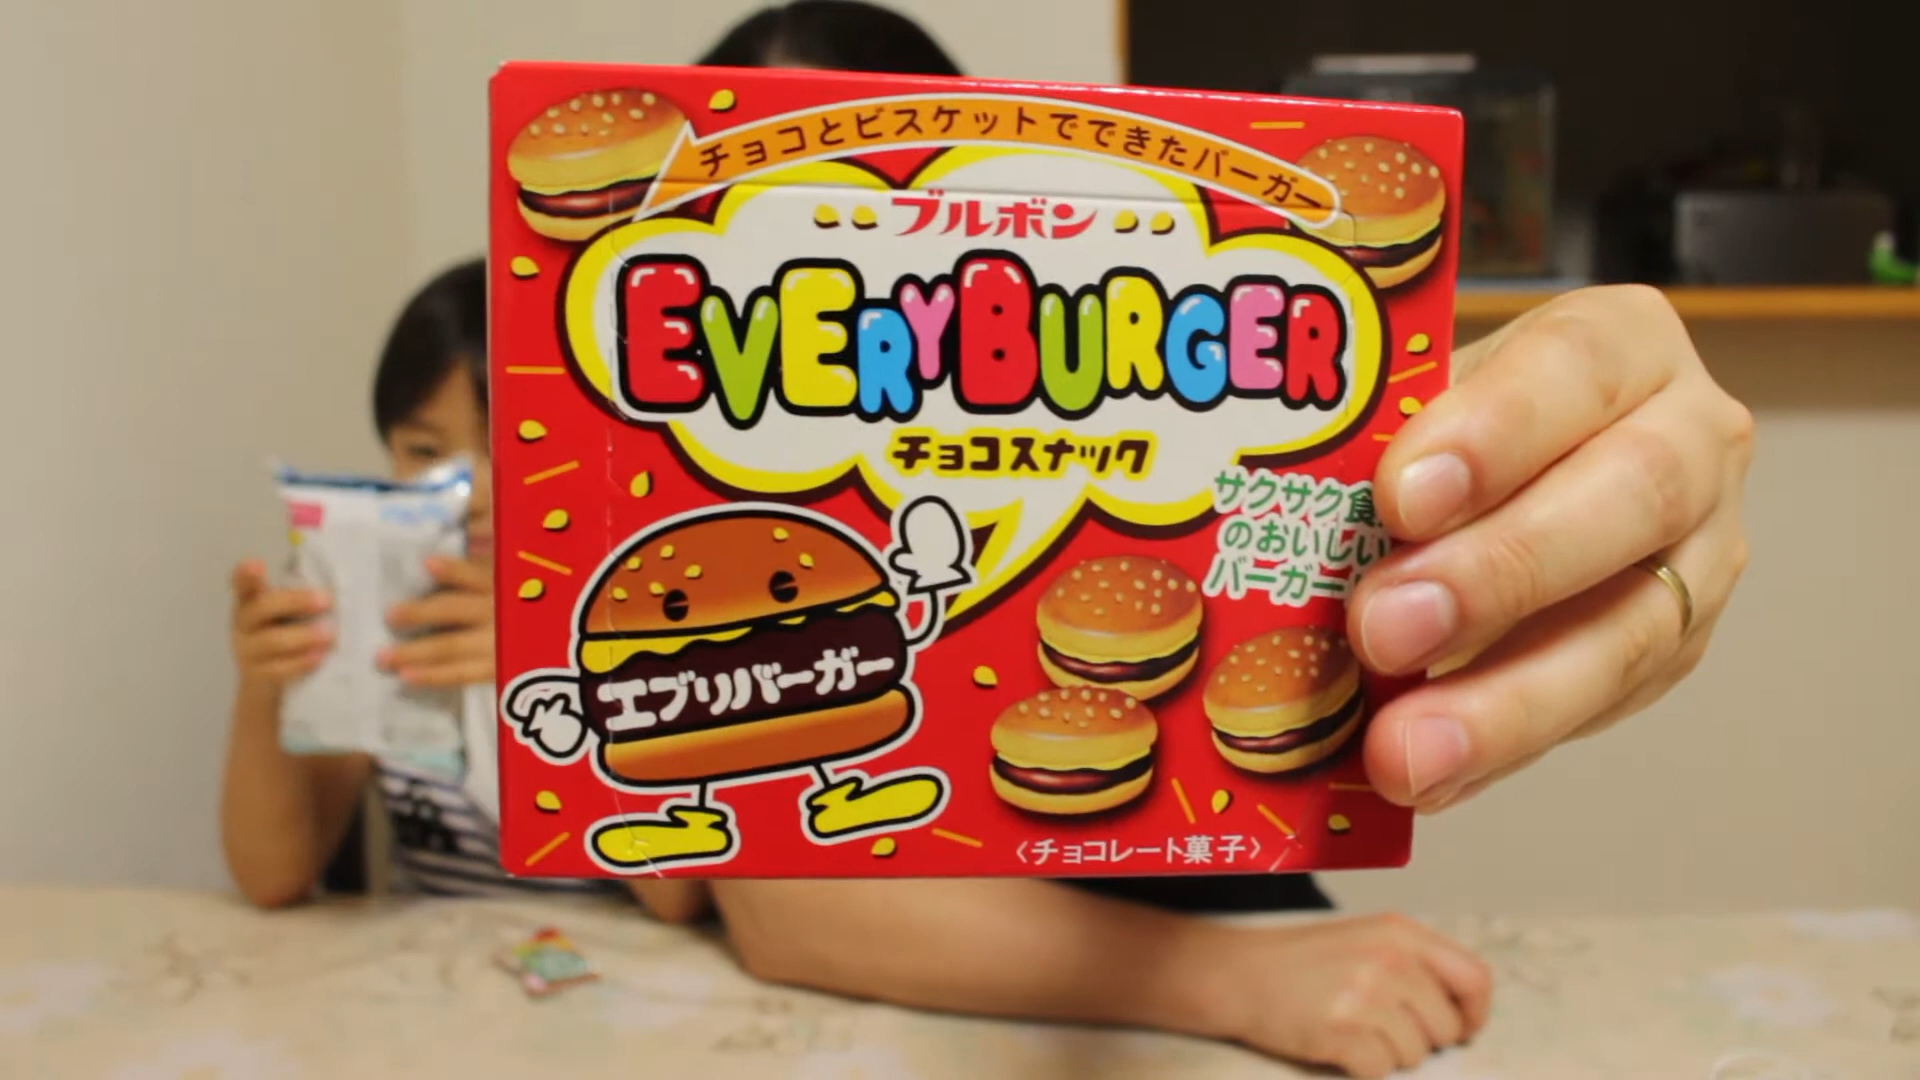 チョコとビスケットでできたバーガー
ブルボン
EVERYBURGER
チョコスナック
サクサク食
のおいしい
バーガー
エブリバーガー
〈チョコレート菓子〉